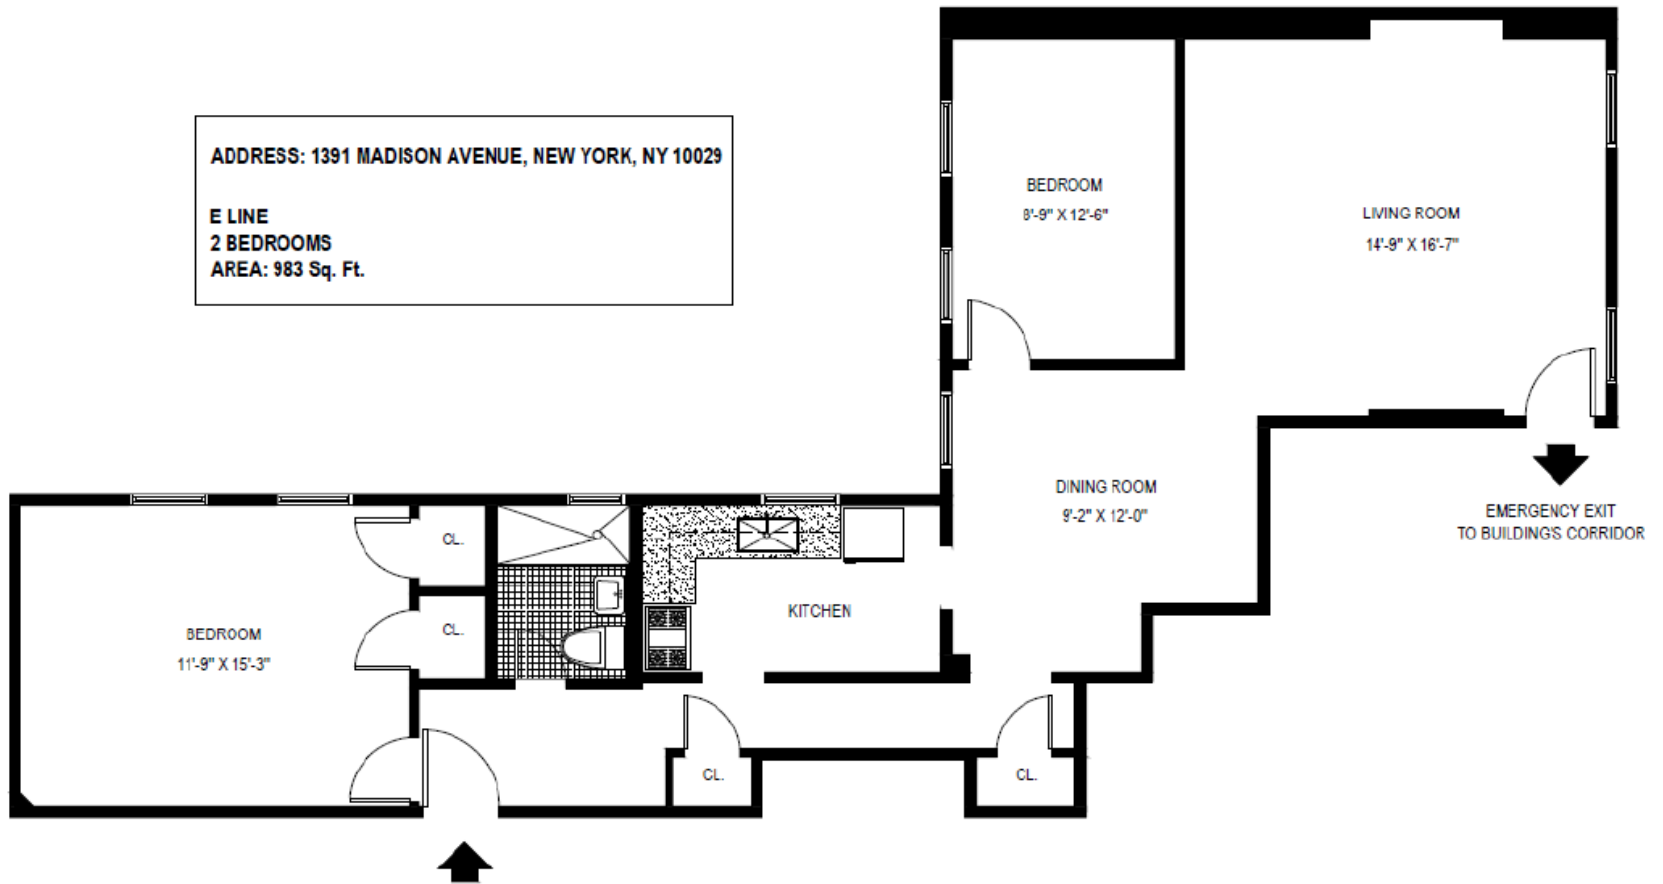 ADDRESS: 1391 MADISON AVENUE, NEW YORK, NY 10029
E LINE
2 BEDROOMS
AREA: 983 Sq. Ft.
BEDROOM
8'-9" X 12'-6"
LIVING ROOM
14'-9" X 16'-7"
DINING ROOM
9'-2" X 12'-0"
EMERGENCY EXIT
TO BUILDING'S CORRIDOR
CL.
CL.
KITCHEN
BEDROOM
11'-9" X 15'-3"
CL.
CL.